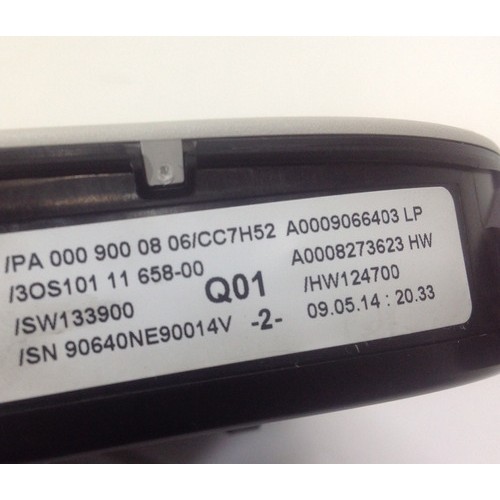 /PA 000 900 08 06/CC7H52 A0009066403 LP
/3OS101 11 658-00 Q01 A0008273623 HW
/SW133900 /HW124700
/SN 90640NE90014V -2- 09.05.14 : 20.33